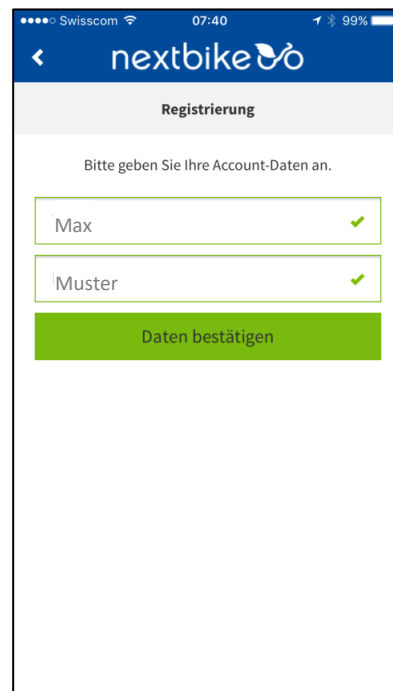 Swisscom 07:40 99%
nextbike
Registrierung
Bitte geben Sie Ihre Account-Daten an.
Max
Muster
Daten bestätigen